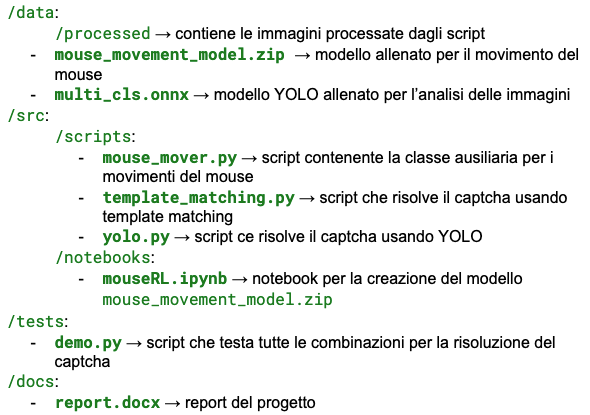 /data:
/processed → contiene le immagini processate dagli script
- mouse_movement_model.zip → modello allenato per il movimento del
mouse
- multi_cls.onnx → modello YOLO allenato per l'analisi delle immagini
/src:
/scripts:
- mouse_mover.py → script contenente la classe ausiliaria per i
movimenti del mouse
- template_matching.py → script che risolve il captcha usando
template matching
- yolo.py → script ce risolve il captcha usando YOLO
/notebooks:
- mouseRL.ipynb → notebook per la creazione del modello
mouse_movement_model.zip
/tests:
- demo.py → script che testa tutte le combinazioni per la risoluzione del
captcha
/docs:
- report.docx → report del progetto